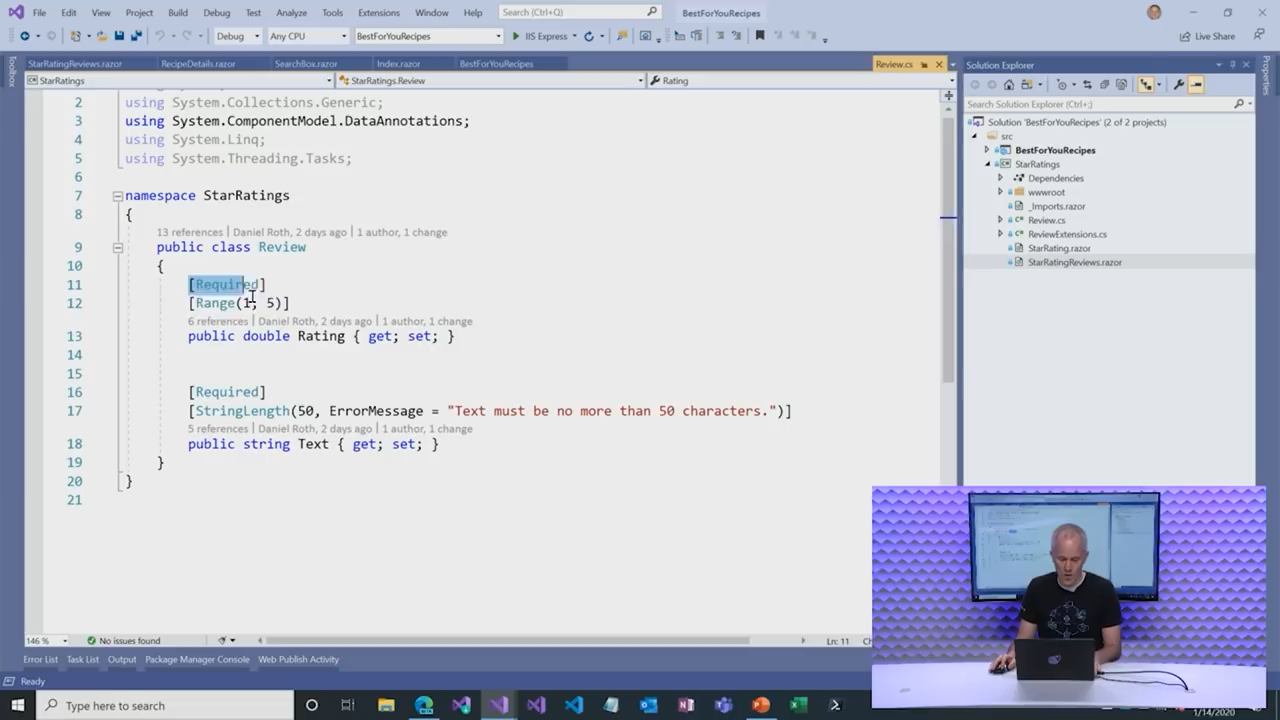 File Edit View Project Build Debug Test Analyze Tools Extensions Window Help Search (Ctrl+Q) BestForYouRecipes
Debug Any CPU BestForYouRecipes IIS Express Live Share
Toolbox
StarRatingReviews.razor RecipeDetails.razor SearchBox.razor Index.razor BestForYouRecipes Review.cs
StarRatings StarRatings.Review Rating
2 using System.Collections.Generic;
3 using System.ComponentModel.DataAnnotations;
4 using System.Linq;
5 using System.Threading.Tasks;
6
7 namespace StarRatings
8 {
13 references | Daniel Roth, 2 days ago | 1 author, 1 change
9 public class Review
10 {
11 [Required]
12 [Range(1, 5)]
6 references | Daniel Roth, 2 days ago | 1 author, 1 change
13 public double Rating { get; set; }
14
15
16 [Required]
17 [StringLength(50, ErrorMessage = "Text must be no more than 50 characters.")]
5 references | Daniel Roth, 2 days ago | 1 author, 1 change
18 public string Text { get; set; }
19 }
20 }
21
146 % No issues found Ln: 11
Error List Task List Output Package Manager Console Web Publish Activity
Ready
Solution Explorer
Search Solution Explorer (Ctrl+;)
Solution 'BestForYouRecipes' (2 of 2 projects)
src
BestForYouRecipes
StarRatings
Dependencies
wwwroot
_Imports.razor
Review.cs
ReviewExtensions.cs
StarRating.razor
StarRatingReviews.razor
Properties
Type here to search
1/14/2020